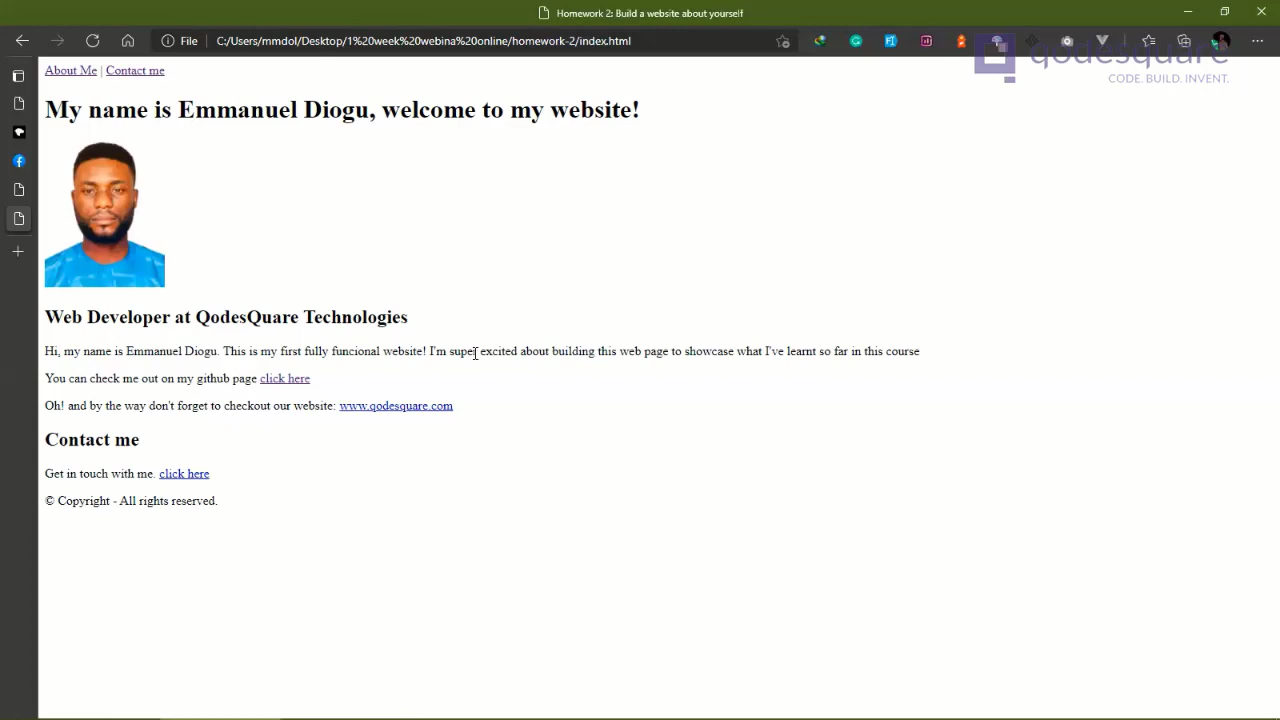 Homework 2: Build a website about yourself
File C:/Users/mmdol/Desktop/1%20week%20webina%20online/homework-2/index.html
qodesquare
CODE. BUILD. INVENT.
About Me | Contact me
My name is Emmanuel Diogu, welcome to my website!
Web Developer at QodesQuare Technologies
Hi, my name is Emmanuel Diogu. This is my first fully funcional website! I'm super excited about building this web page to showcase what I've learnt so far in this course
You can check me out on my github page click here
Oh! and by the way don't forget to checkout our website: www.qodesquare.com
Contact me
Get in touch with me. click here
© Copyright - All rights reserved.